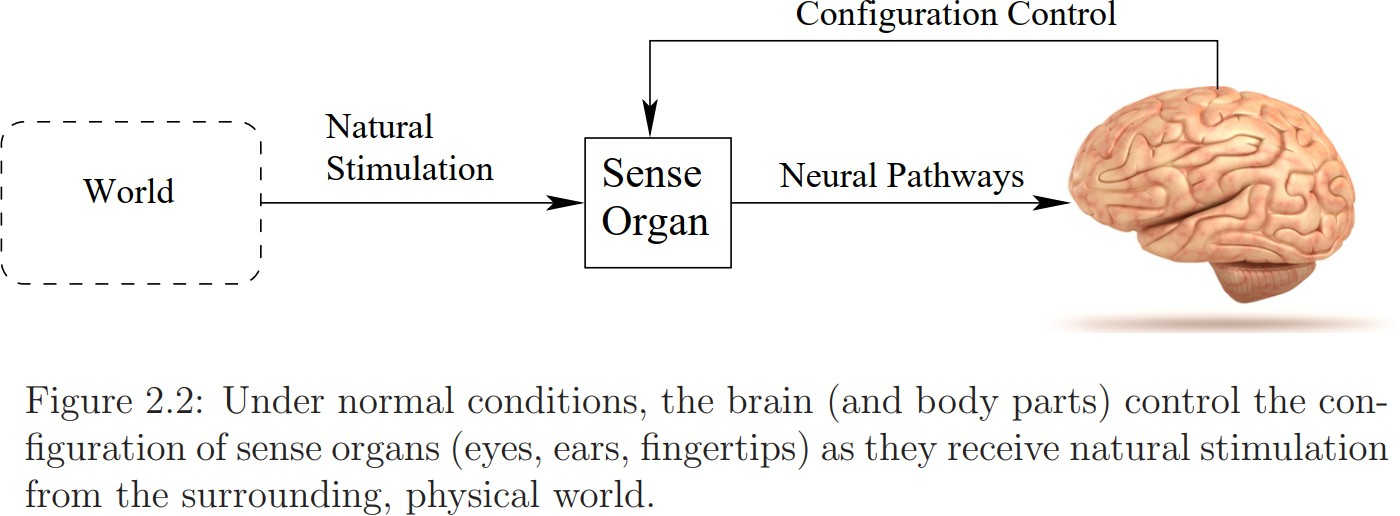 Configuration Control
Natural
Stimulation
World
Sense
Organ
Neural Pathways
Figure 2.2: Under normal conditions, the brain (and body parts) control the con-
figuration of sense organs (eyes, ears, fingertips) as they receive natural stimulation
from the surrounding, physical world.